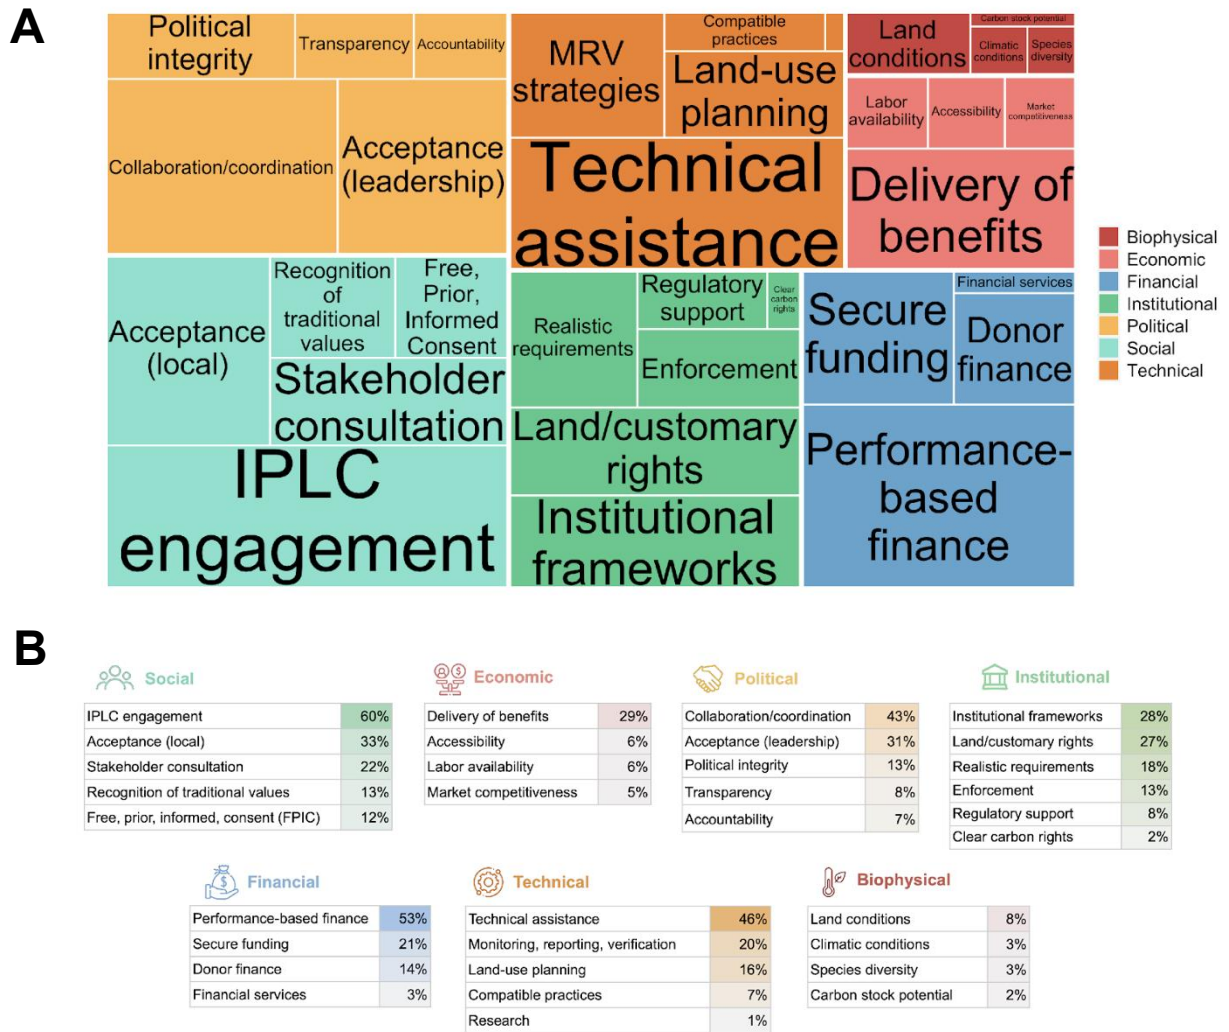 A
Political
integrity
Transparency
Accountability
Collaboration/coordination
Acceptance
(leadership)
MRV
strategies
Compatible
practices
Land-use
planning
Technical
assistance
Land
conditions
Carbon stock potential
Climatic
conditions
Species
diversity
Labor
availability
Accessibility
Market
competitiveness
Delivery of
benefits
Acceptance
(local)
Recognition
of
traditional
values
Free,
Prior,
Informed
Consent
Stakeholder
consultation
IPLC
engagement
Realistic
requirements
Regulatory
support
Clear
carbon
rights
Enforcement
Land/customary
rights
Institutional
frameworks
Secure
funding
Financial services
Donor
finance
Performance-
based
finance
Biophysical
Economic
Financial
Institutional
Political
Social
Technical
B
Social
IPLC engagement 60%
Acceptance (local) 33%
Stakeholder consultation 22%
Recognition of traditional values 13%
Free, prior, informed, consent (FPIC) 12%
Economic
Delivery of benefits 29%
Accessibility 6%
Labor availability 6%
Market competitiveness 5%
Political
Collaboration/coordination 43%
Acceptance (leadership) 31%
Political integrity 13%
Transparency 8%
Accountability 7%
Institutional
Institutional frameworks 28%
Land/customary rights 27%
Realistic requirements 18%
Enforcement 13%
Regulatory support 8%
Clear carbon rights 2%
Financial
Performance-based finance 53%
Secure funding 21%
Donor finance 14%
Financial services 3%
Technical
Technical assistance 46%
Monitoring, reporting, verification 20%
Land-use planning 16%
Compatible practices 7%
Research 1%
Biophysical
Land conditions 8%
Climatic conditions 3%
Species diversity 3%
Carbon stock potential 2%